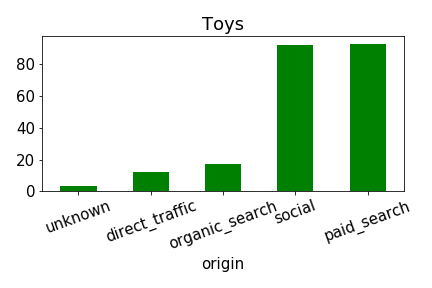 Toys
80
60
40
20
0
unknown
direct_traffic
organic_search
social
paid_search
origin